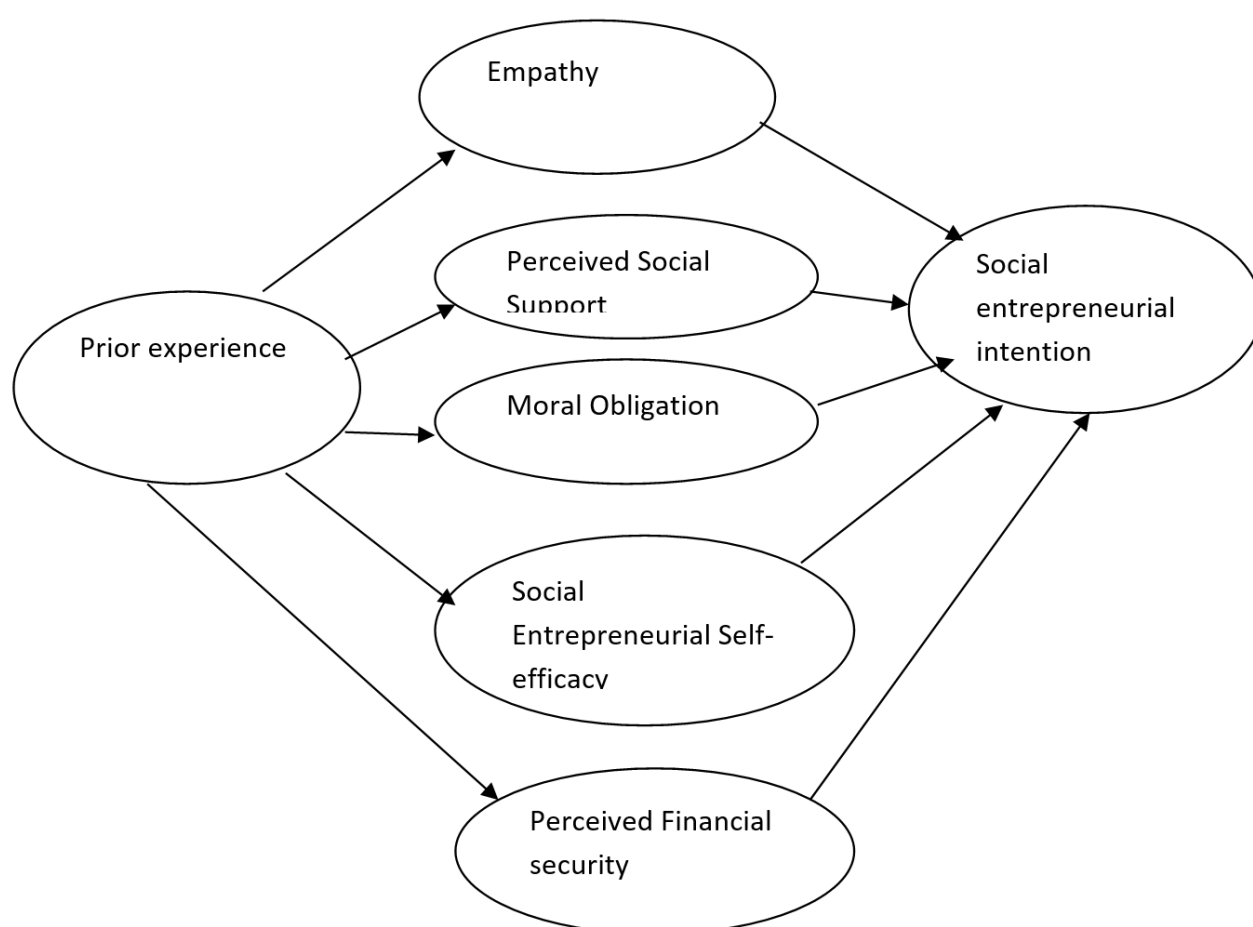 Empathy
Perceived Social
Support
Prior experience
Moral Obligation
Social
entrepreneurial
intention
Social
Entrepreneurial Self-
efficacy
Perceived Financial
security